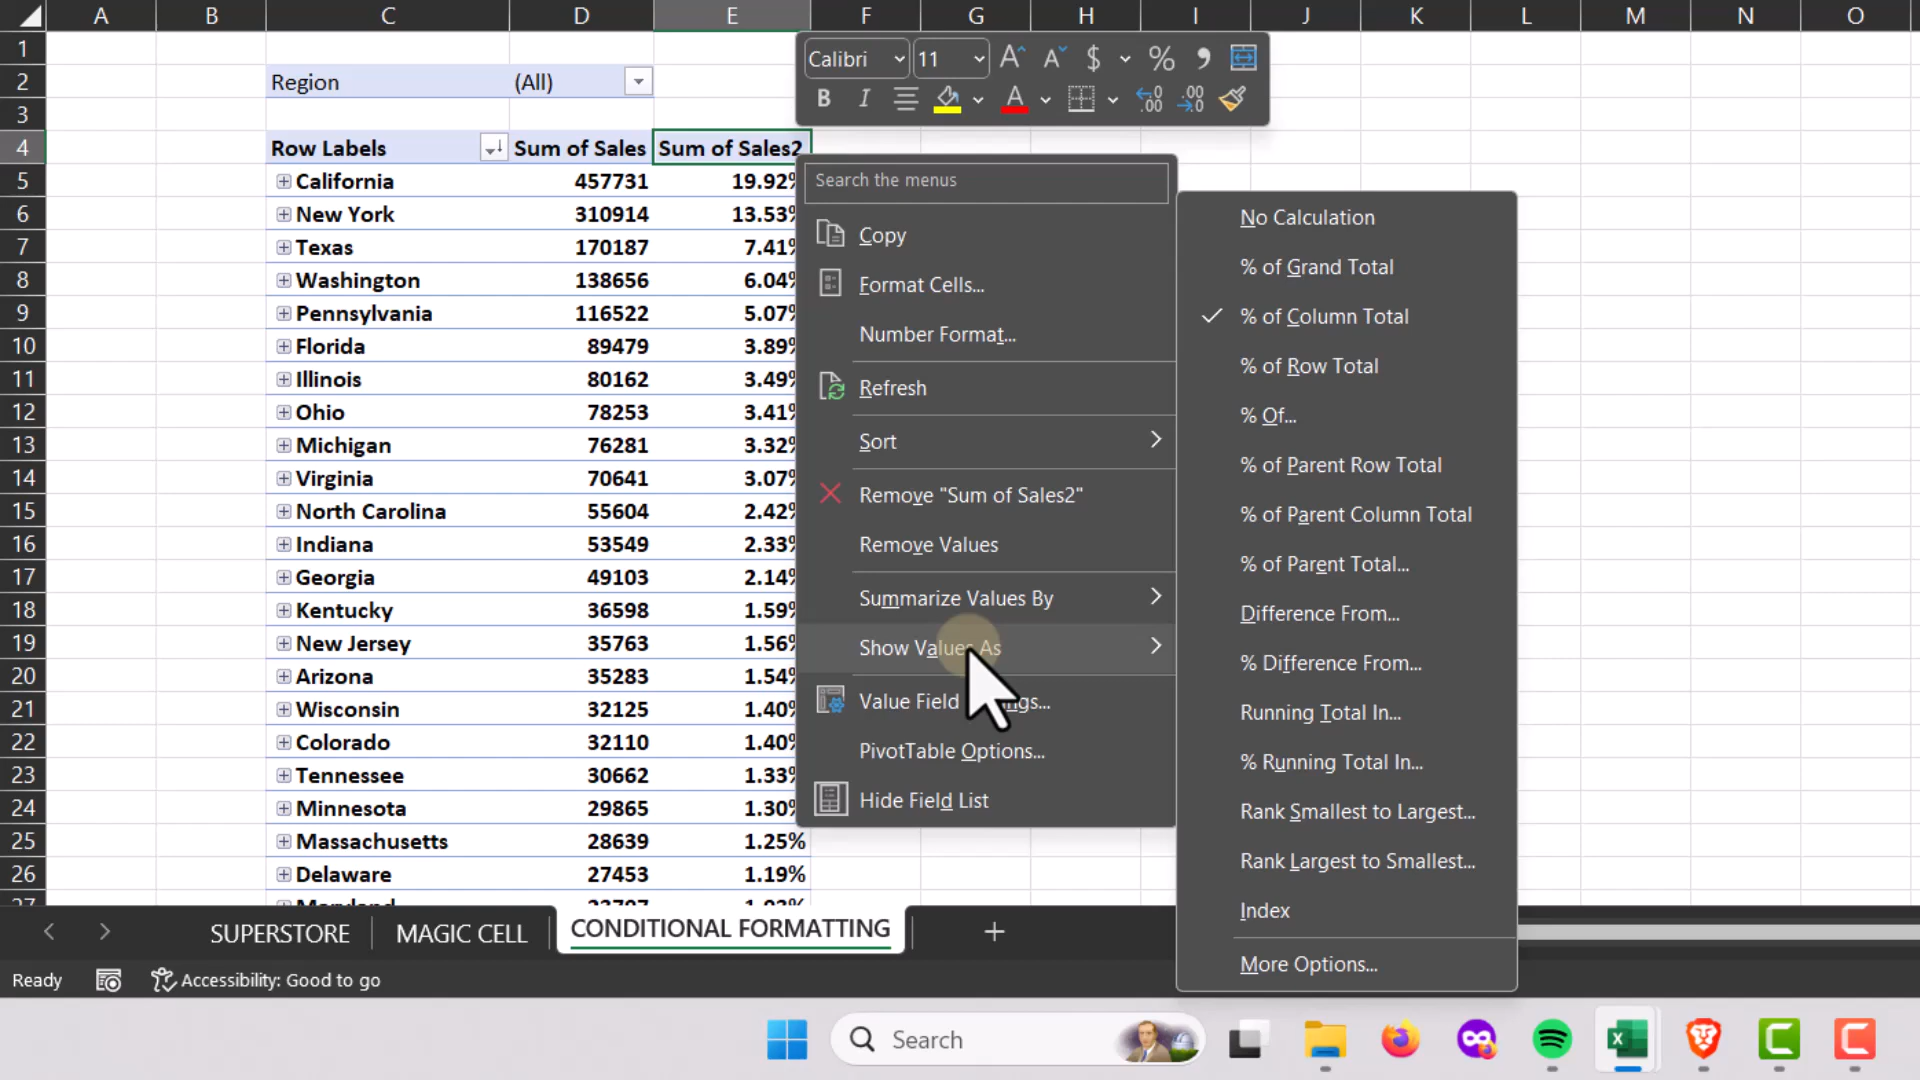 A B C D E F G H I J K L M N O
1
2 Region (All)
3
4 Row Labels Sum of Sales Sum of Sales2
5 California 457731 19.92%
6 New York 310914 13.53%
7 Texas 170187 7.41%
8 Washington 138656 6.04%
9 Pennsylvania 116522 5.07%
10 Florida 89479 3.89%
11 Illinois 80162 3.49%
12 Ohio 78253 3.41%
13 Michigan 76281 3.32%
14 Virginia 70641 3.07%
15 North Carolina 55604 2.42%
16 Indiana 53549 2.33%
17 Georgia 49103 2.14%
18 Kentucky 36598 1.59%
19 New Jersey 35763 1.56%
20 Arizona 35283 1.54%
21 Wisconsin 32125 1.40%
22 Colorado 32110 1.40%
23 Tennessee 30662 1.33%
24 Minnesota 29865 1.30%
25 Massachusetts 28639 1.25%
26 Delaware 27453 1.19%
27
Calibri 11 A A $ % ,
B I A .00 .00
Search the menus
Copy
Format Cells...
Number Format...
Refresh
Sort
Remove "Sum of Sales2"
Remove Values
Summarize Values By
Show Values As
Value Field
PivotTable Options...
Hide Field List
No Calculation
% of Grand Total
% of Column Total
% of Row Total
% Of...
% of Parent Row Total
% of Parent Column Total
% of Parent Total...
Difference From...
% Difference From...
Running Total In...
% Running Total In...
Rank Smallest to Largest...
Rank Largest to Smallest...
Index
More Options...
SUPERSTORE MAGIC CELL CONDITIONAL FORMATTING
Ready Accessibility: Good to go
Search